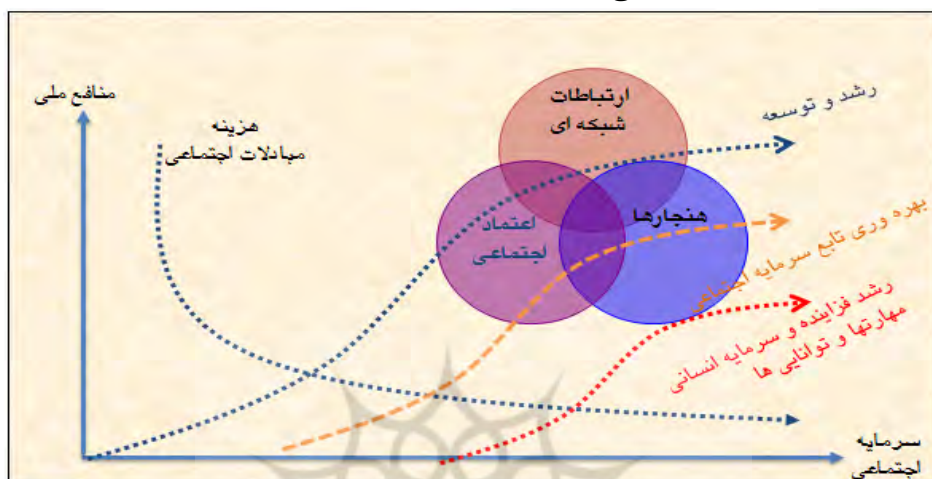 منافع ملی
هزینه
مبادلات اجتماعی
ارتباطات
شبکه ای
اعتماد
اجتماعی
هنجارها
رشد و توسعه
بهره وری تابع سرمایه اجتماعی
رشد فزاینده و سرمایه انسانی
مهارتها و توانایی ها
سرمایه
اجتماعی